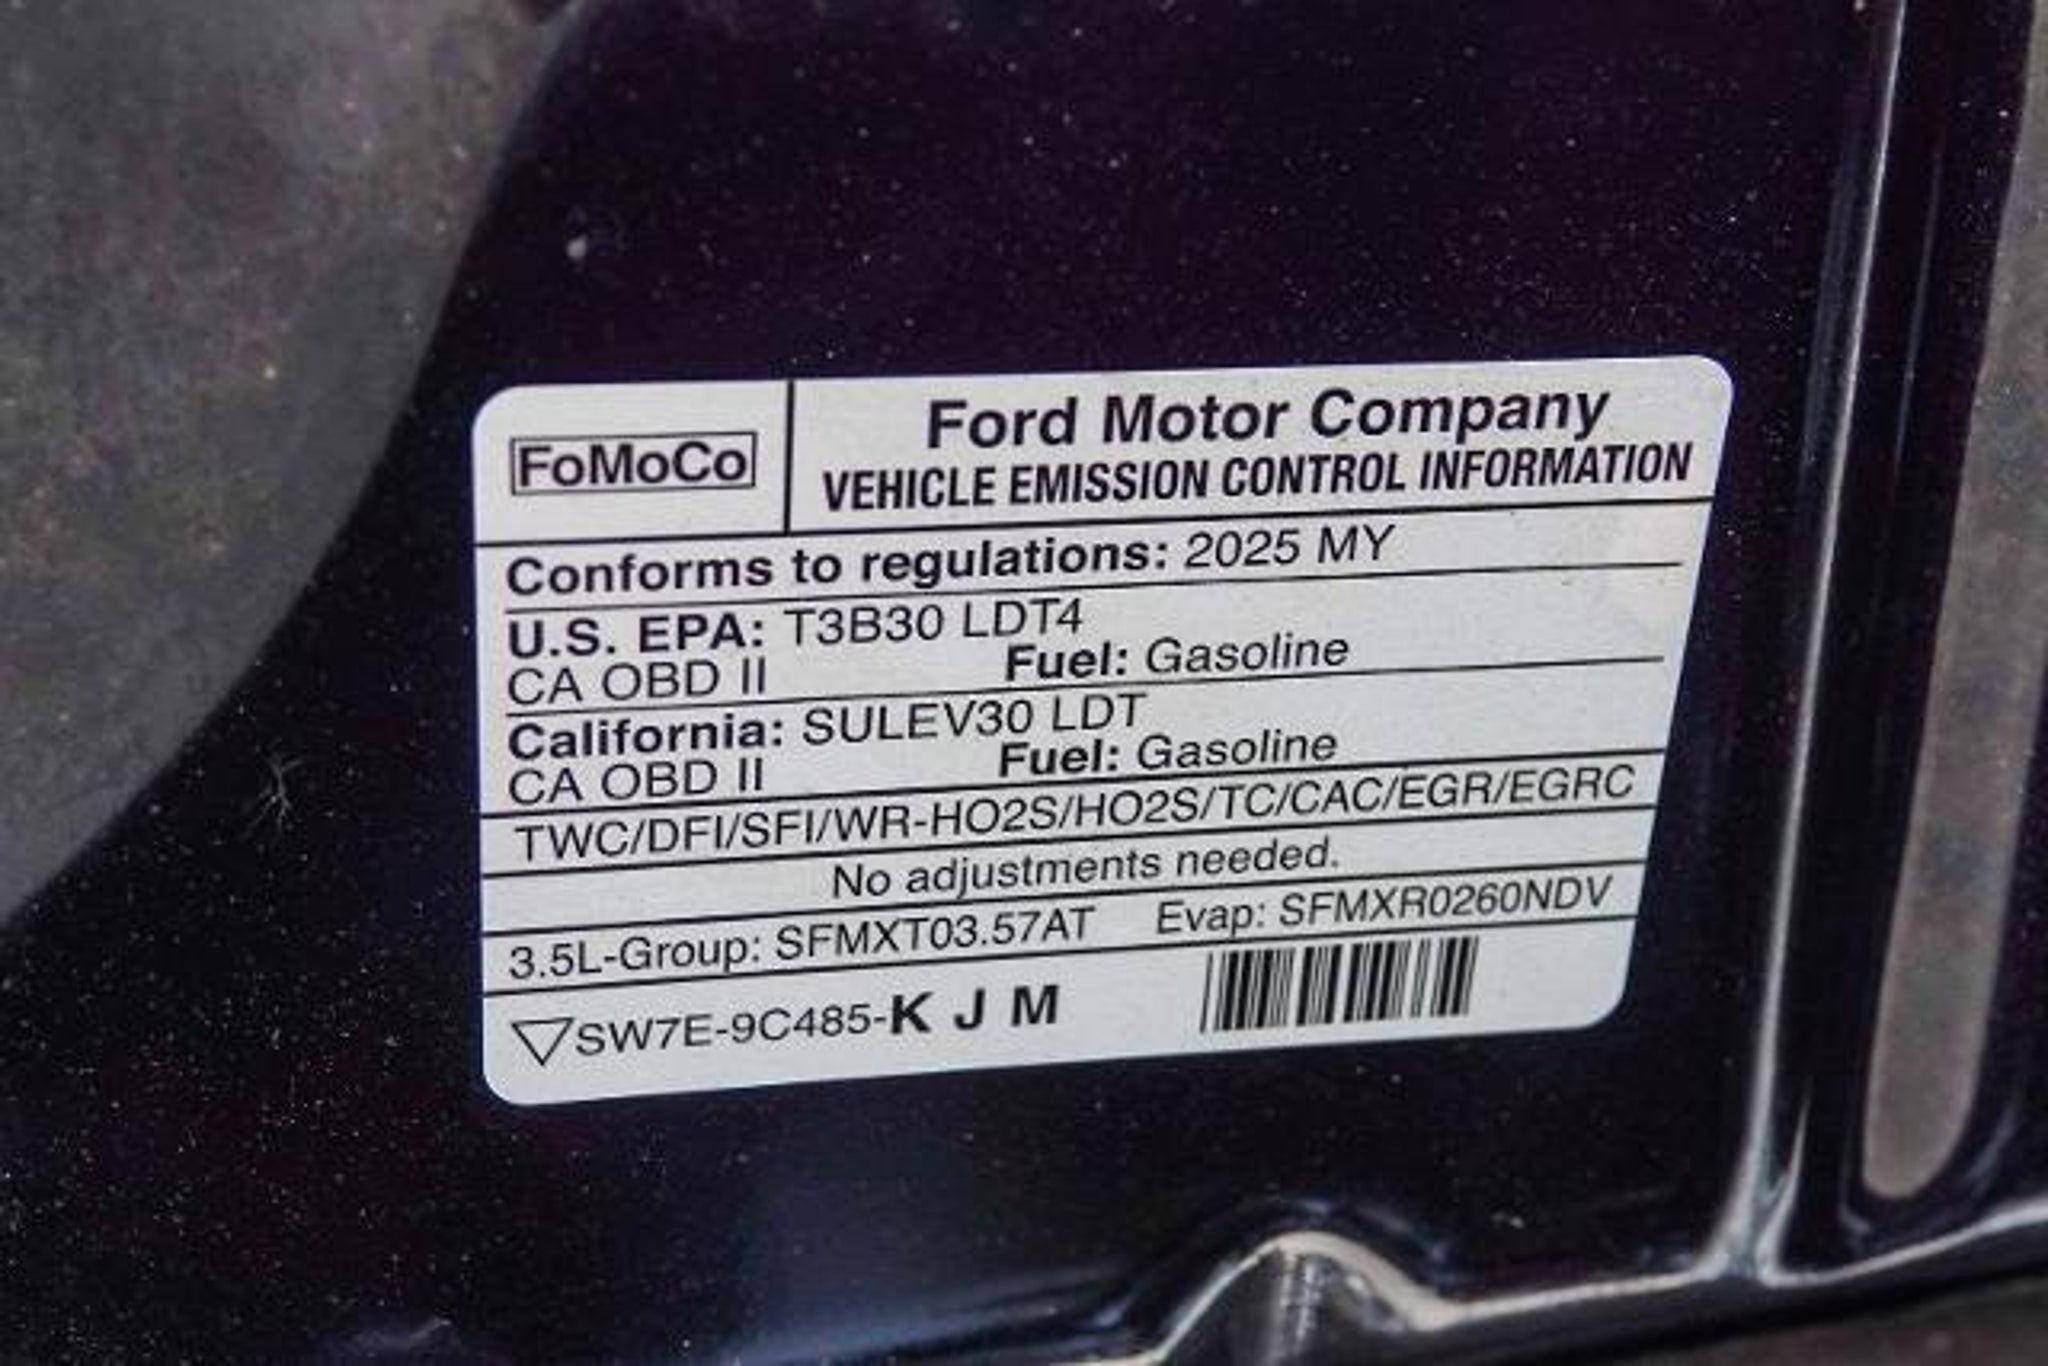 FoMoCo
Ford Motor Company
VEHICLE EMISSION CONTROL INFORMATION
Conforms to regulations: 2025 MY
U.S. EPA: T3B30 LDT4
CA OBD II Fuel: Gasoline
California: SULEV30 LDT
CA OBD II Fuel: Gasoline
TWC/DFI/SFI/WR-HO2S/HO2S/TC/CAC/EGR/EGRC
No adjustments needed.
3.5L-Group: SFMXT03.57AT Evap: SFMXR0260NDV
SW7E-9C485-K J M